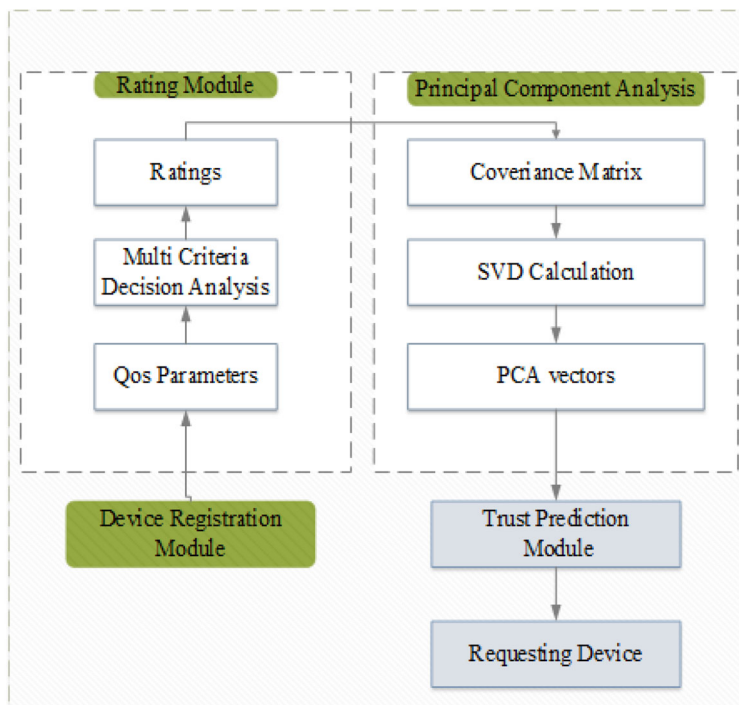 Rating Module
Ratings
Multi Criteria
Decision Analysis
Qos Parameters
Device Registration
Module
Principal Component Analysis
Coveriance Matrix
SVD Calculation
PCA vectors
Trust Prediction
Module
Requesting Device